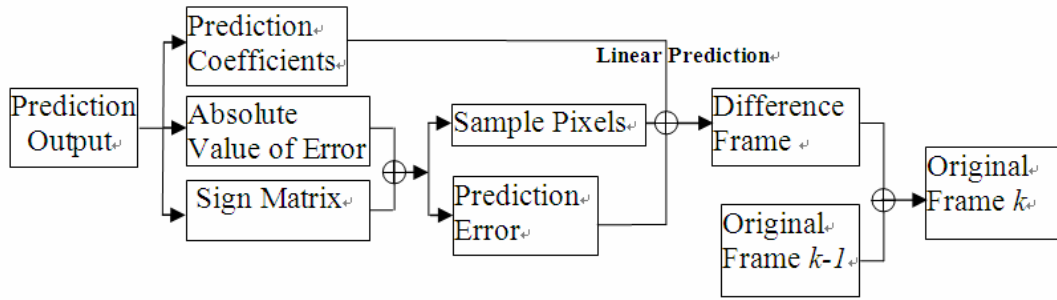 Prediction
Output
Prediction
Coefficients
Absolute
Value of Error
Sign Matrix
Linear Prediction
Sample Pixels
Prediction
Error
Difference
Frame
Original
Frame k-1
Original
Frame k